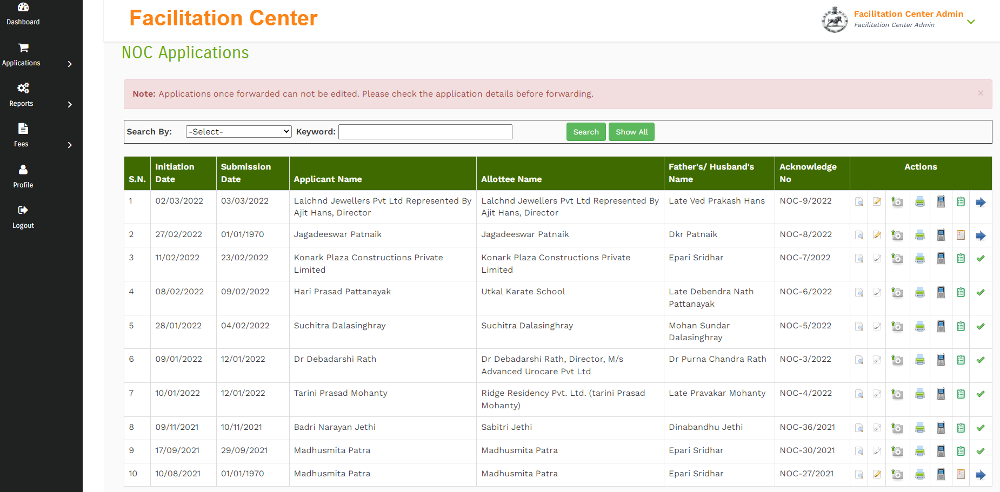 Dashboard
Applications
Reports
Fees
Profile
Logout
Facilitation Center
Facilitation Center Admin
Facilitation Center Admin
NOC Applications
Note: Applications once forwarded can not be edited. Please check the application details before forwarding. ×
Search By: -Select- Keyword: Search Show All
S.N. Initiation Date Submission Date Applicant Name Allottee Name Father's/ Husband's Name Acknowledge No Actions
1 02/03/2022 03/03/2022 Lalchnd Jewellers Pvt Ltd Represented By Ajit Hans, Director Lalchnd Jewellers Pvt Ltd Represented By Ajit Hans, Director Late Ved Prakash Hans NOC-9/2022
2 27/02/2022 01/01/1970 Jagadeeswar Patnaik Jagadeeswar Patnaik Dkr Patnaik NOC-8/2022
3 11/02/2022 23/02/2022 Konark Plaza Constructions Private Limited Konark Plaza Constructions Private Limited Epari Sridhar NOC-7/2022
4 08/02/2022 09/02/2022 Hari Prasad Pattanayak Utkal Karate School Late Debendra Nath Pattanayak NOC-6/2022
5 28/01/2022 04/02/2022 Suchitra Dalasinghray Suchitra Dalasinghray Mohan Sundar Dalasinghray NOC-5/2022
6 09/01/2022 12/01/2022 Dr Debadarshi Rath Dr Debadarshi Rath, Director, M/s Advanced Urocare Pvt Ltd Dr Purna Chandra Rath NOC-3/2022
7 10/01/2022 12/01/2022 Tarini Prasad Mohanty Ridge Residency Pvt. Ltd. (tarini Prasad Mohanty) Late Pravakar Mohanty NOC-4/2022
8 09/11/2021 10/11/2021 Badri Narayan Jethi Sabitri Jethi Dinabandhu Jethi NOC-36/2021
9 17/09/2021 29/09/2021 Madhusmita Patra Madhusmita Patra Epari Sridhar NOC-30/2021
10 10/08/2021 01/01/1970 Madhusmita Patra Madhusmita Patra Epari Sridhar NOC-27/2021